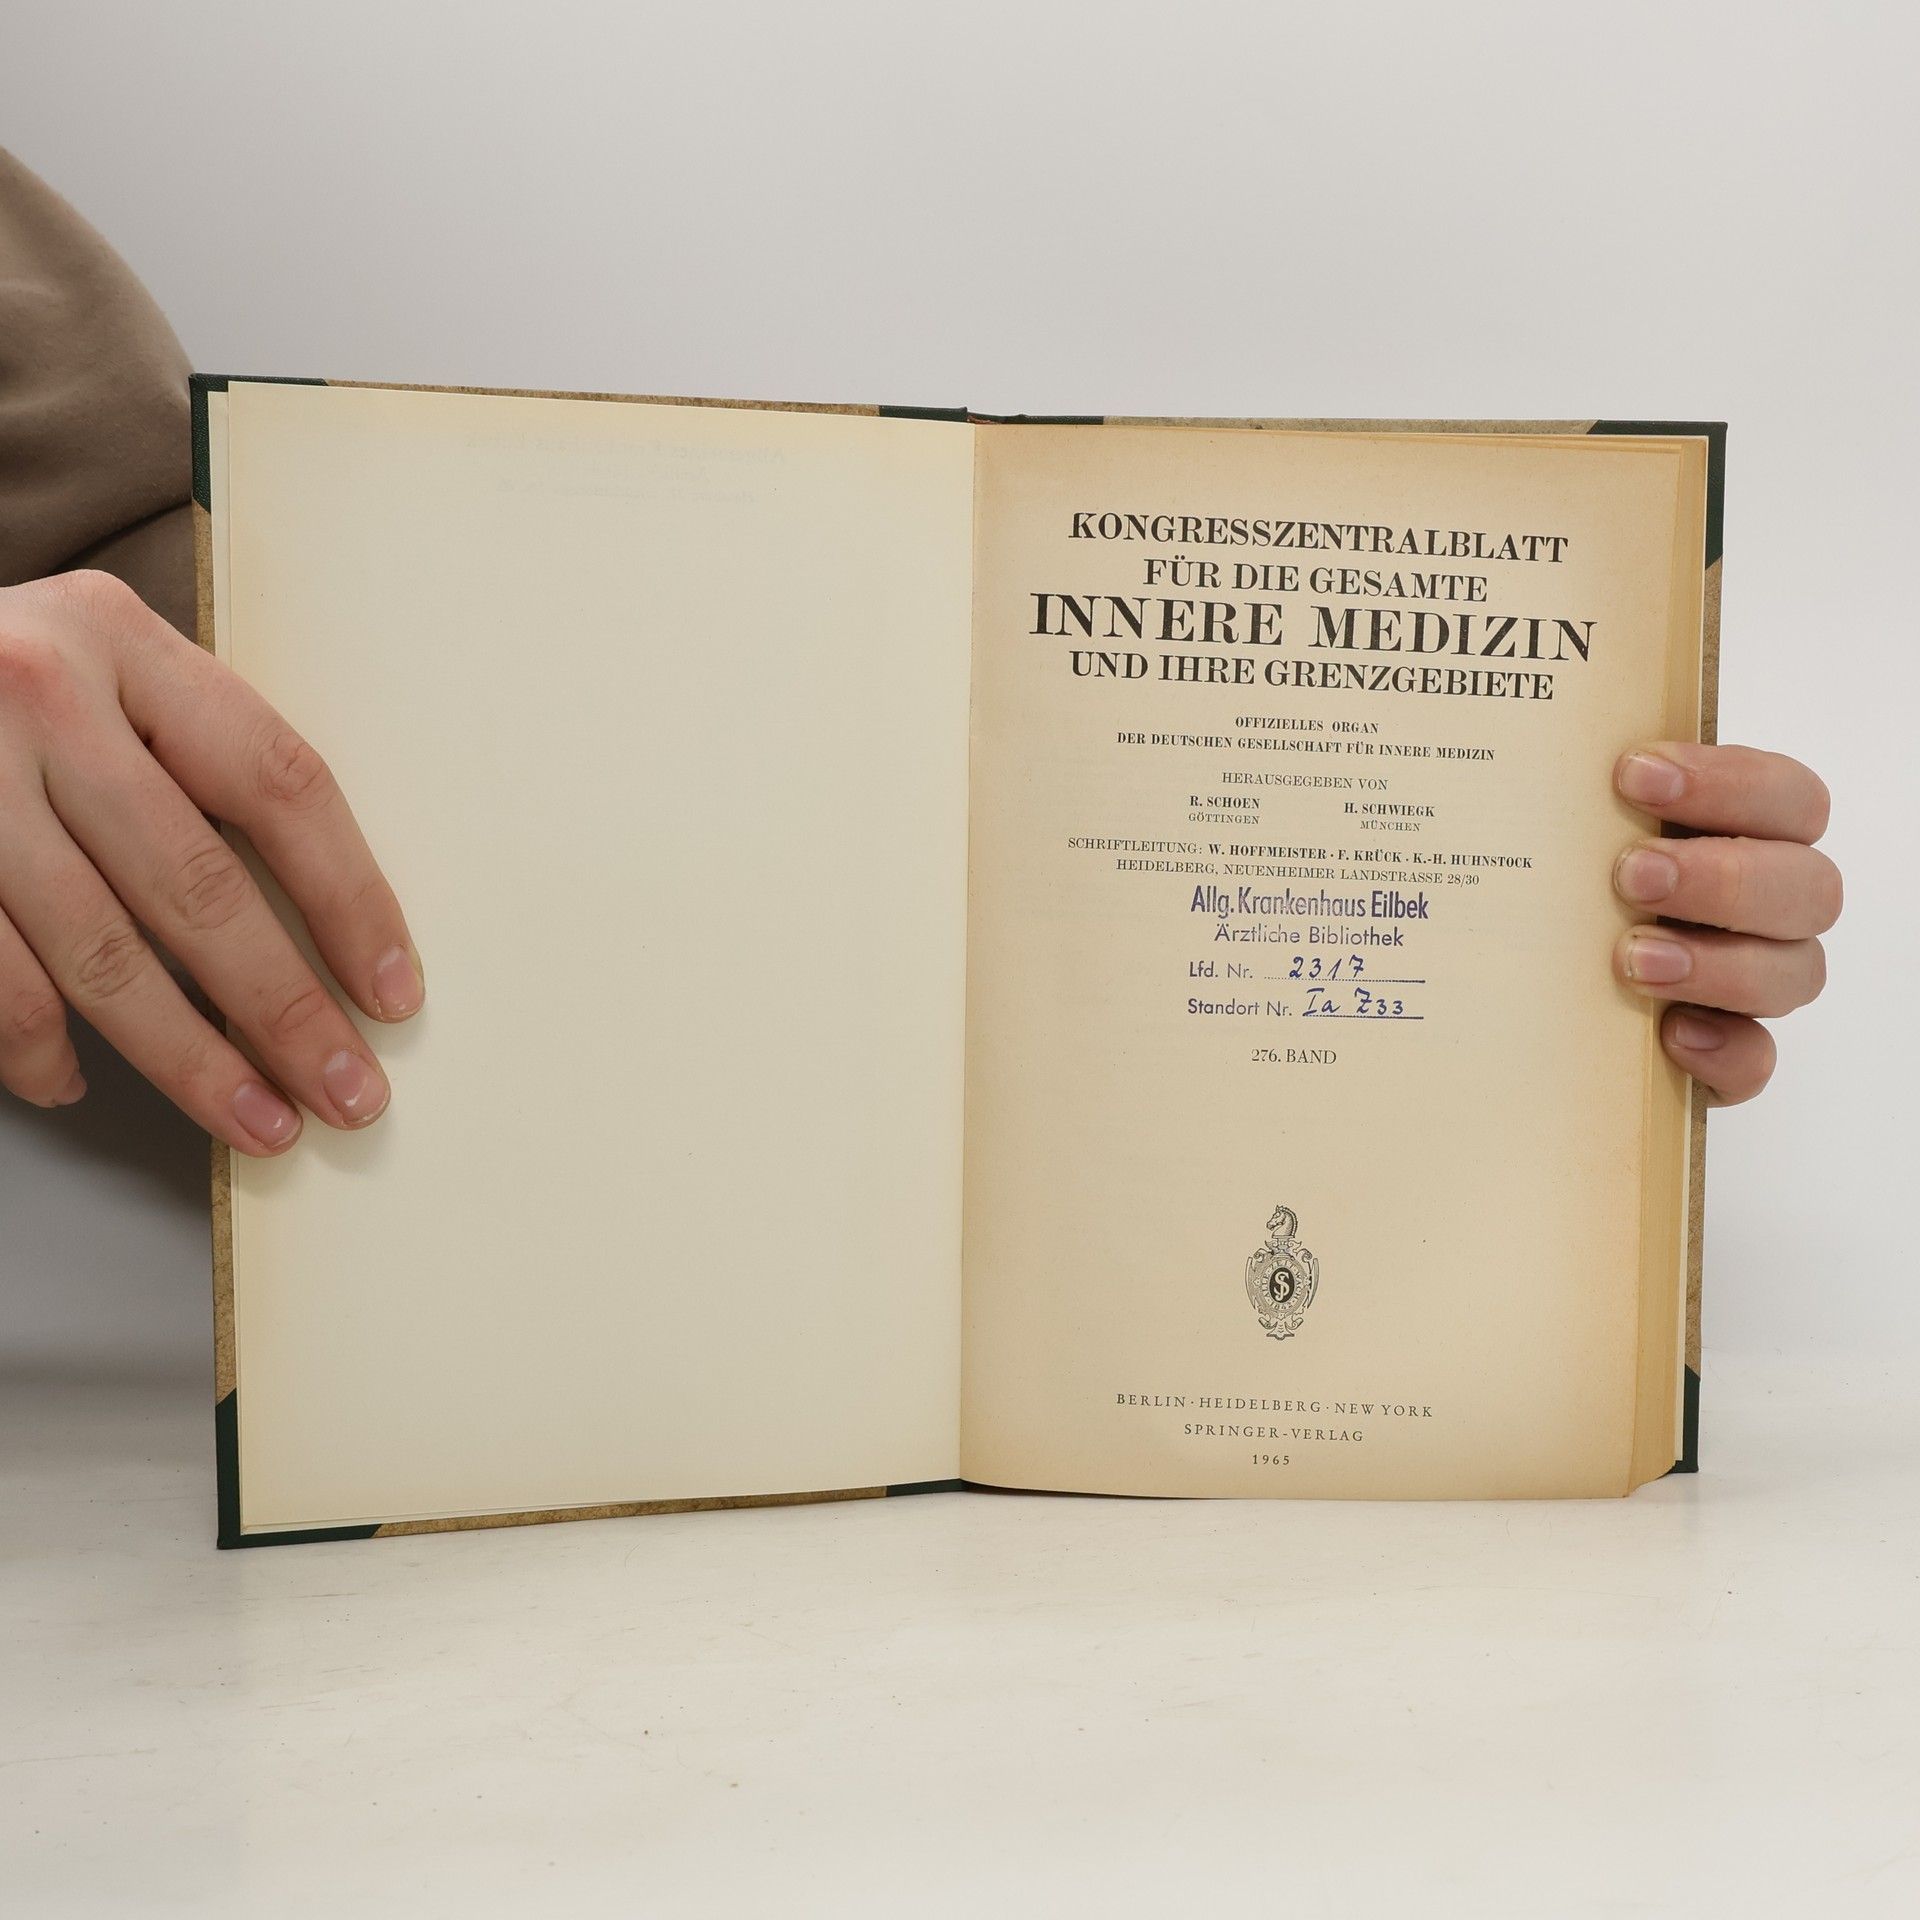 KONGRESSZENTRALBLATT
FÜR DIE GESAMTE
INNERE MEDIZIN
UND IHRE GRENZGEBIETE
OFFIZIELLES ORGAN
DER DEUTSCHEN GESELLSCHAFT FÜR INNERE MEDIZIN
HERAUSGEGEBEN VON
R. SCHOEN H. SCHWIEGK
GÖTTINGEN MÜNCHEN
SCHRIFTLEITUNG: W. HOFFMEISTER · F. KRÜCK · K.-H. HUHNSTOCK
HEIDELBERG, NEUENHEIMER LANDSTRASSE 28/30
Allg. Krankenhaus Eilbek
Ärztliche Bibliothek
Lfd. Nr. 2317
Standort Nr. Ia Z33
276. BAND
BERLIN · HEIDELBERG · NEW YORK
SPRINGER-VERLAG
1965